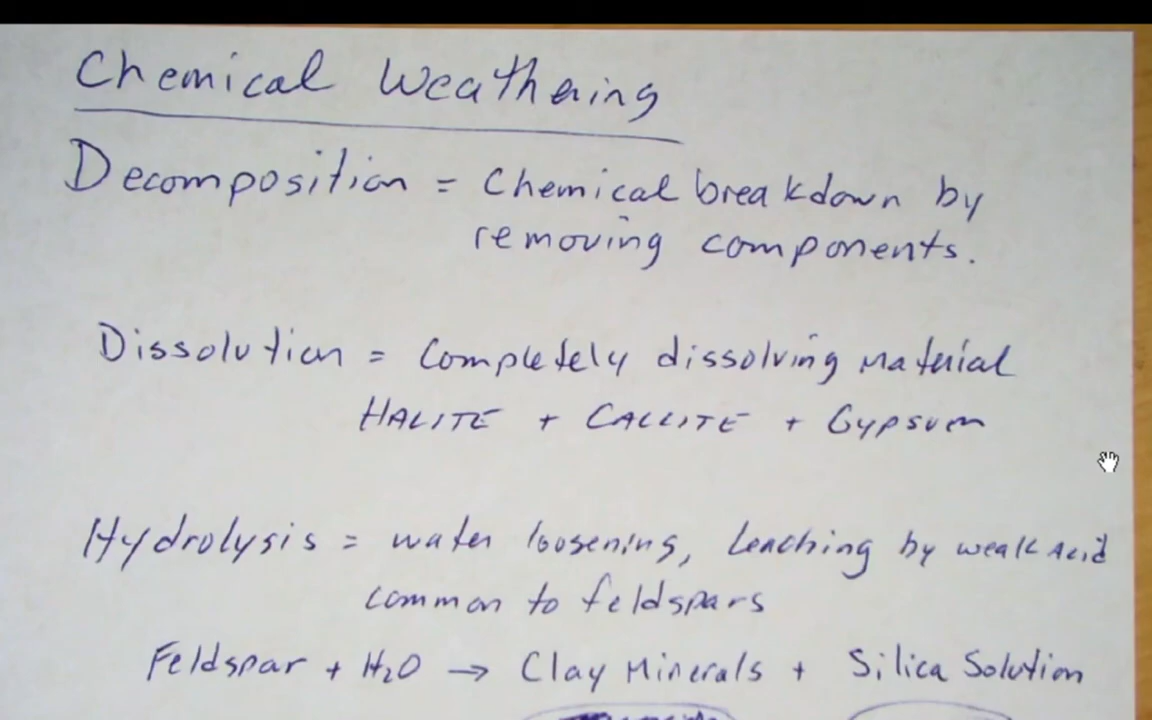 Chemical Weathering
Decomposition = Chemical breakdown by
removing components.
Dissolution = Completely dissolving Material
HALITE + CALCITE + Gypsum
Hydrolysis = water loosening, Leaching by weak Acid
common to feldspars
Feldspar + H₂O → Clay Minerals + Silica Solution